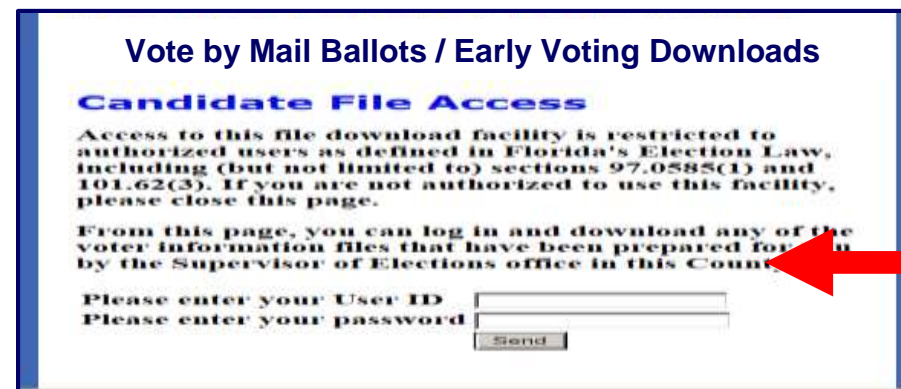 Vote by Mail Ballots / Early Voting Downloads
Candidate File Access
Access to this file download facility is restricted to
authorized users as defined in Florida's Election Law,
including (but not limited to) sections 97.0585(1) and
101.62(3). If you are not authorized to use this facility,
please close this page.
From this page, you can log in and download any of the
voter information files that have been prepared for
by the Supervisor of Elections office in this County
Please enter your User ID
Please enter your password
Send